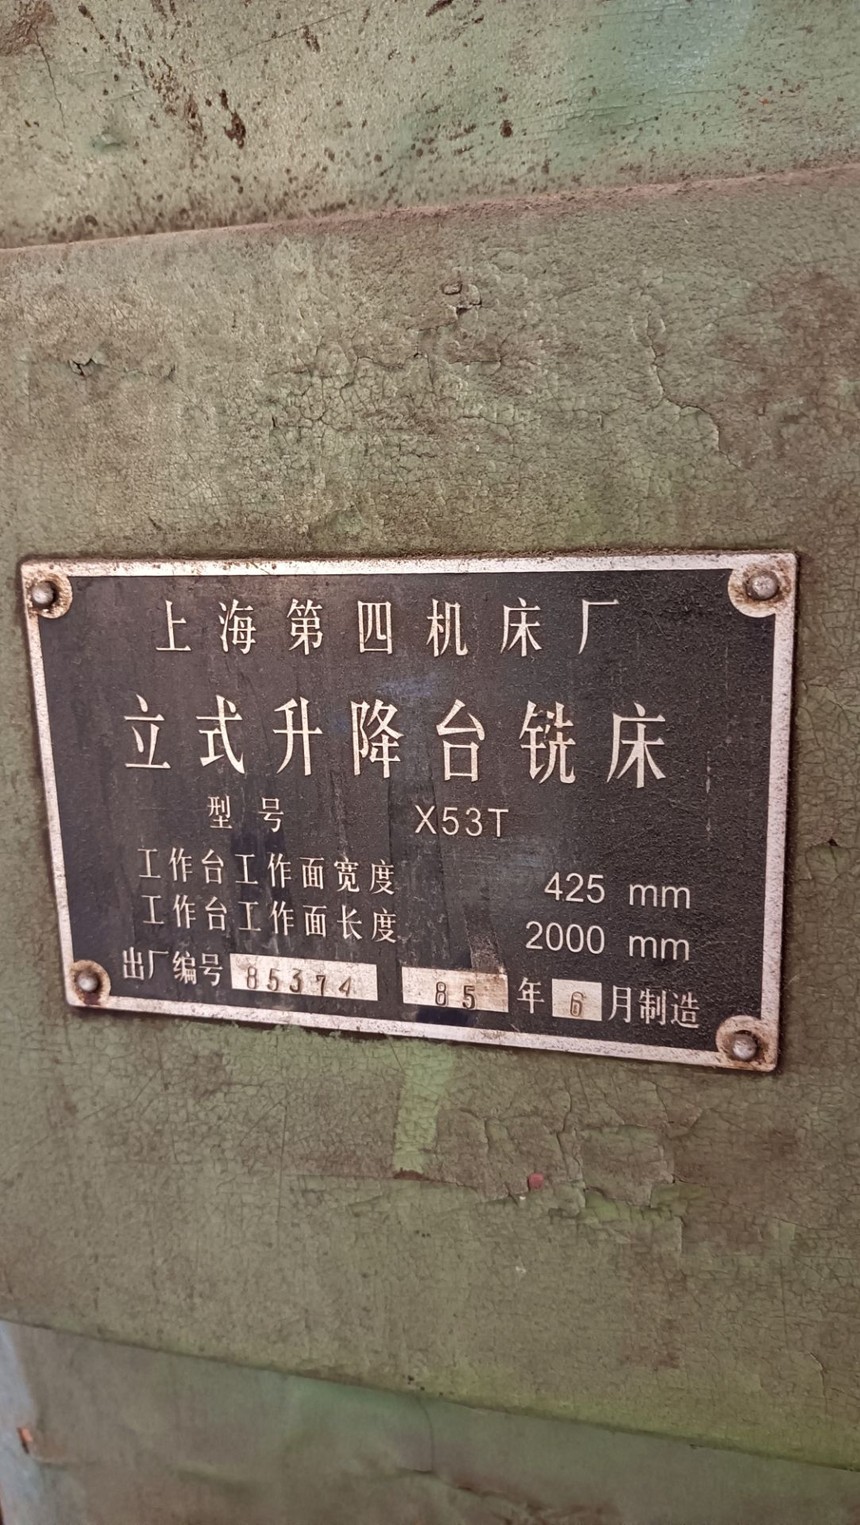 上海第四机床厂
立式升降台铣床
型号 X53T
工作台工作面宽度 425 mm
工作台工作面长度 2000 mm
出厂编号 85374 85 年 6 月制造